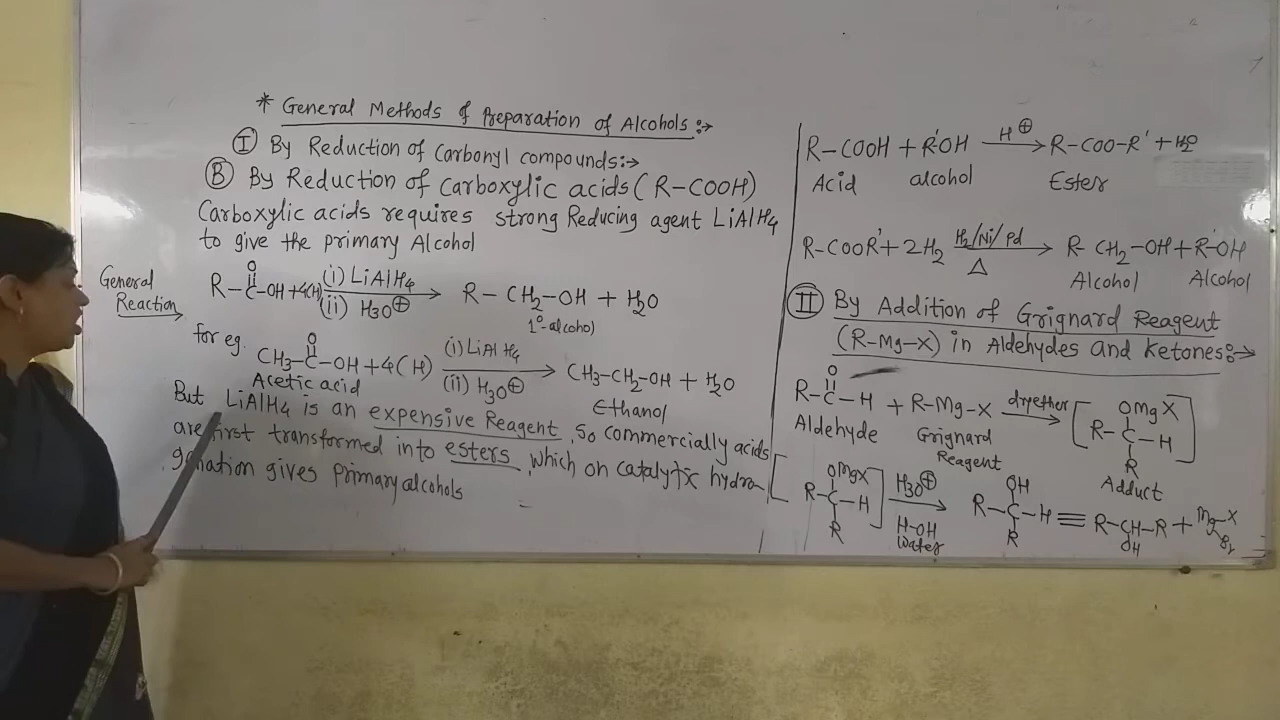 * General Methods of Preparation of Alcohols :→
I By Reduction of Carbonyl compounds:→
B By Reduction of Carboxylic acids (R-COOH)
Carboxylic acids requires strong Reducing agent LiAlH4
to give the primary Alcohol
General
Reaction
O
R-C-OH+4(H) (i) LiAlH4 (ii) H3O⊕ → R-CH2-OH + H2O
1°-alcohol
for eg.
O
CH3-C-OH+4(H) (i) LiAlH4 (ii) H3O⊕ → CH3-CH2-OH + H2O
Acetic acid Ethanol
But LiAlH4 is an expensive Reagent, So commercially acids
are first transformed into esters, which on catalytic hydro-
genation gives primary alcohols
R-COOH + R'OH H⊕ → R-COO-R' + H2O
Acid alcohol Ester
R-COOR' + 2H2 H2/Ni/Pd Δ → R-CH2-OH + R'-OH
Alcohol Alcohol
II By Addition of Grignard Reagent
(R-Mg-X) in Aldehydes and Ketones:→
O OMgX
R-C-H + R-Mg-X dryether → [R-C-H]
R
Aldehyde Grignard Reagent Adduct
OMgX OH
[R-C-H] H3O⊕ H-OH water → R-C-H ≡ R-CH-R + Mg-X
R R OH